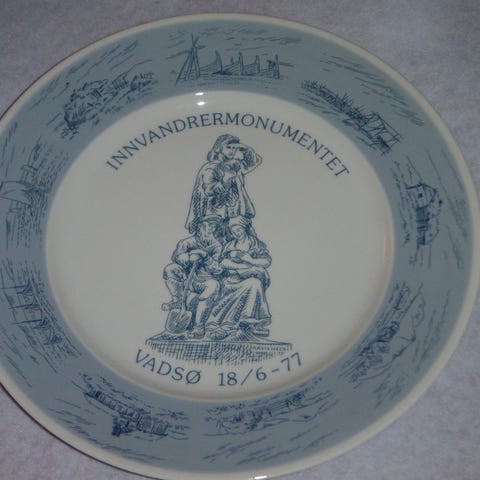 INNVANDRERMONUMENTET
VADSØ 18/6-77